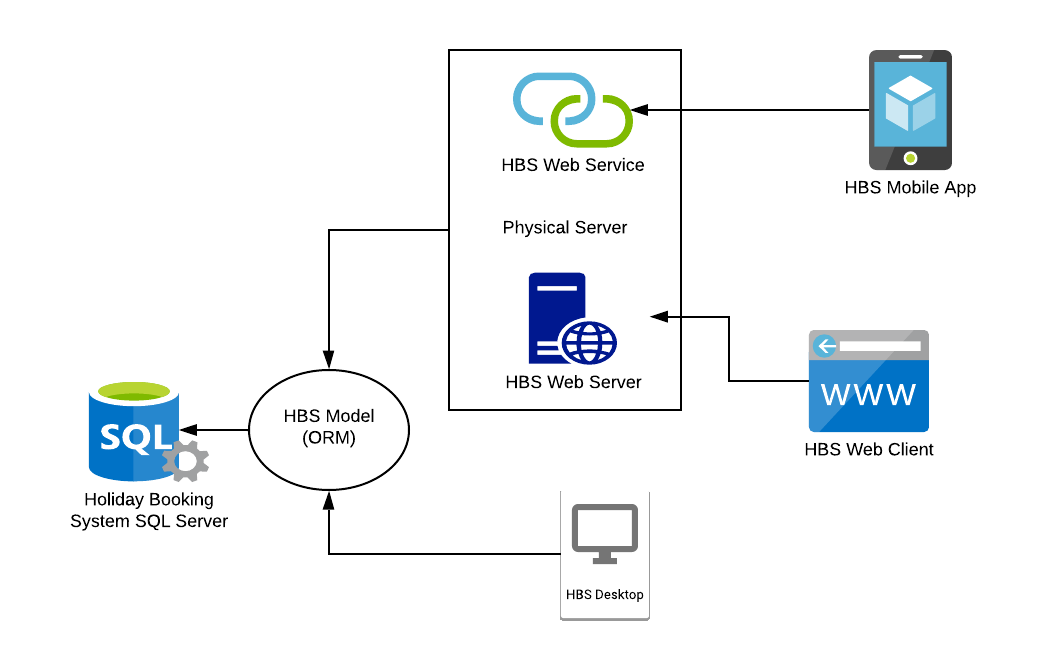 HBS Web Service
HBS Mobile App
Physical Server
HBS Web Server
WWW
HBS Web Client
HBS Model
(ORM)
SQL
Holiday Booking
System SQL Server
HBS Desktop